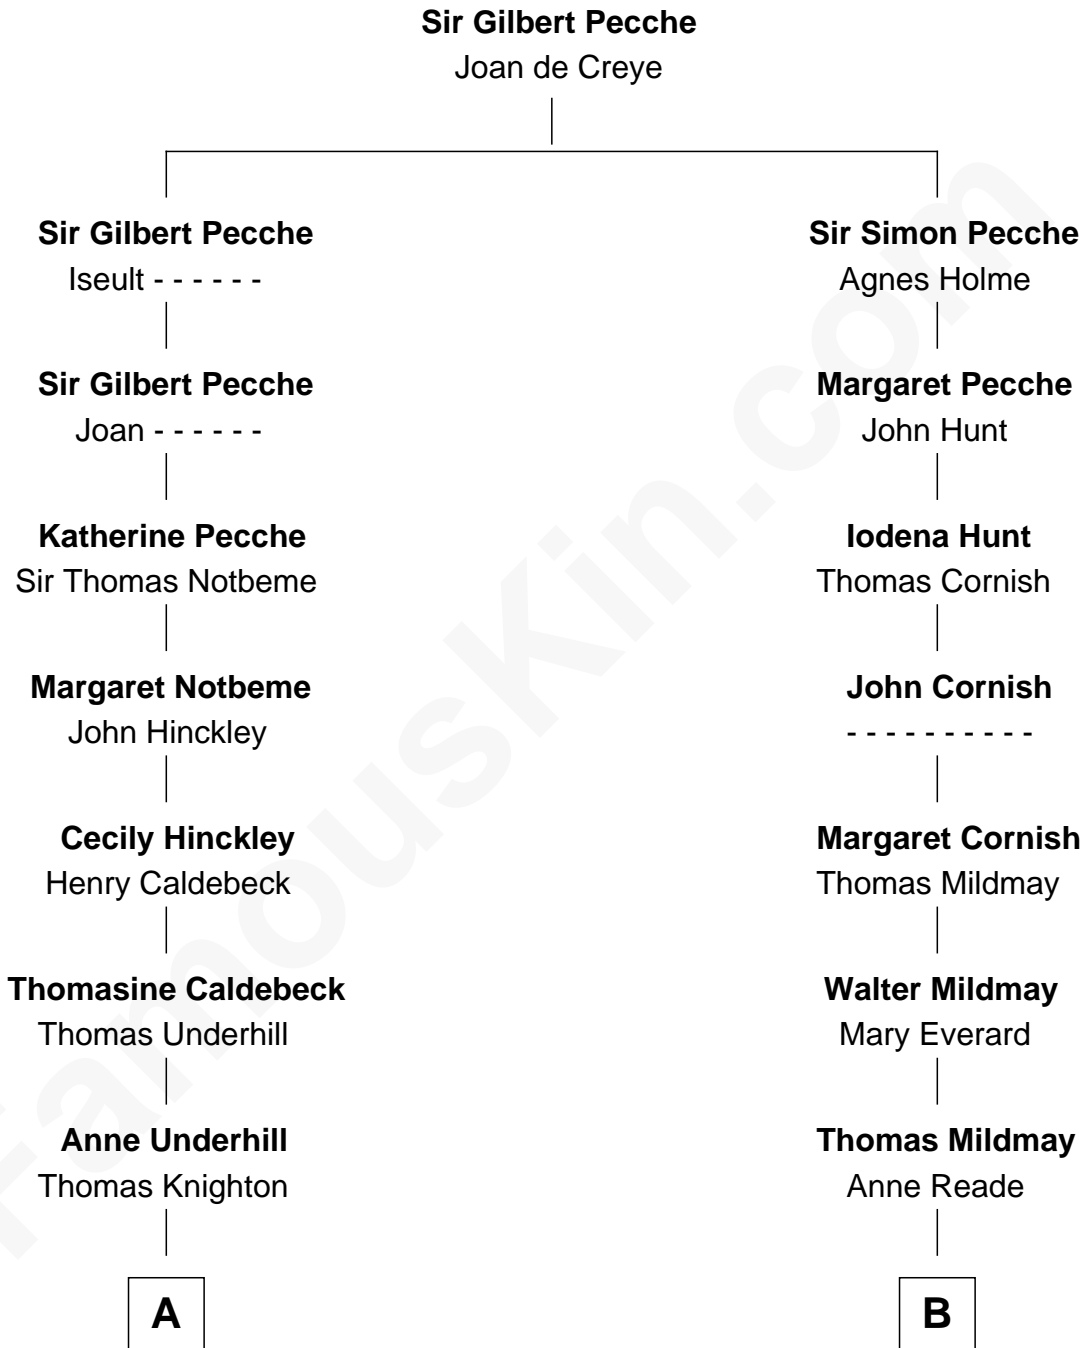 Sir Gilbert Pecche
Joan de Creye
Sir Gilbert Pecche
Iseult - - - - - -
Sir Gilbert Pecche
Joan - - - - - -
Katherine Pecche
Sir Thomas Notbeme
Margaret Notbeme
John Hinckley
Cecily Hinckley
Henry Caldebeck
Thomasine Caldebeck
Thomas Underhill
Anne Underhill
Thomas Knighton
A
Sir Simon Pecche
Agnes Holme
Margaret Pecche
John Hunt
Iodena Hunt
Thomas Cornish
John Cornish
- - - - - - - - - -
Margaret Cornish
Thomas Mildmay
Walter Mildmay
Mary Everard
Thomas Mildmay
Anne Reade
B
FamousKin.com